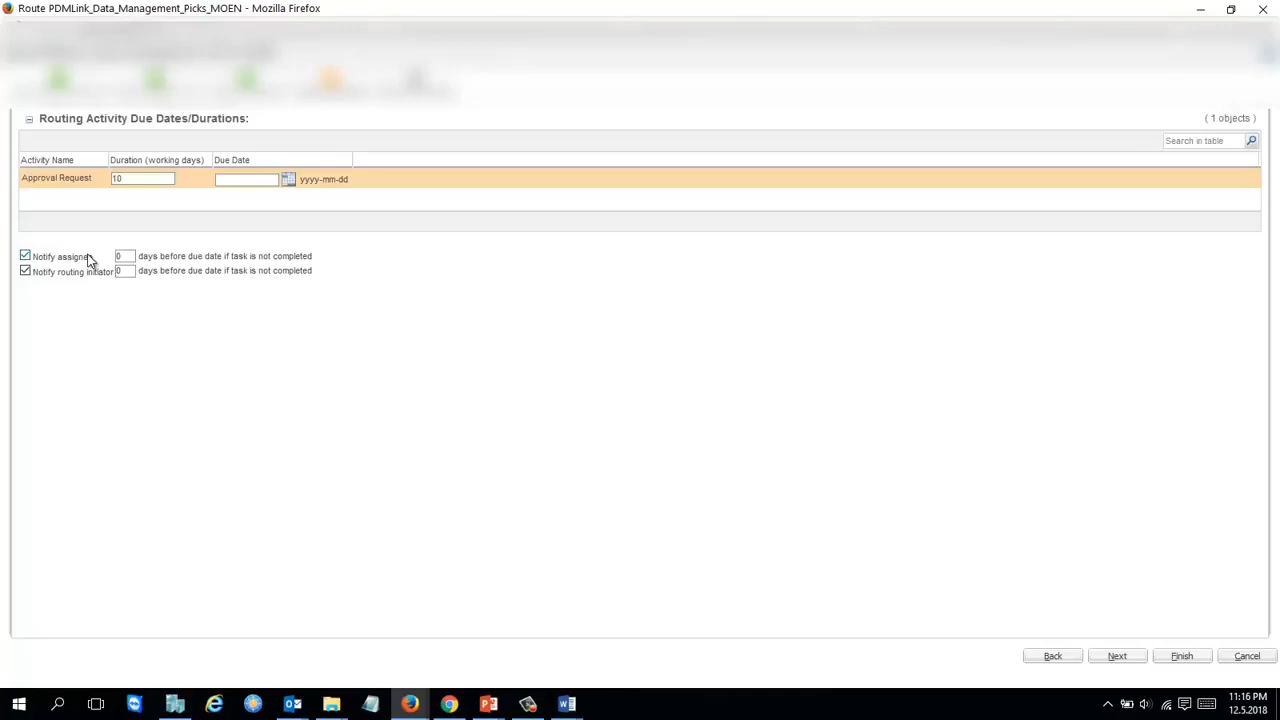 Route PDMLink_Data_Management_Picks_MOEN - Mozilla Firefox
Routing Activity Due Dates/Durations:
( 1 objects )
Search in table
Activity Name Duration (working days) Due Date
Approval Request 10 yyyy-mm-dd
Notify assignee 0 days before due date if task is not completed
Notify routing initiator 0 days before due date if task is not completed
Back Next Finish Cancel
11:16 PM
12.5.2018